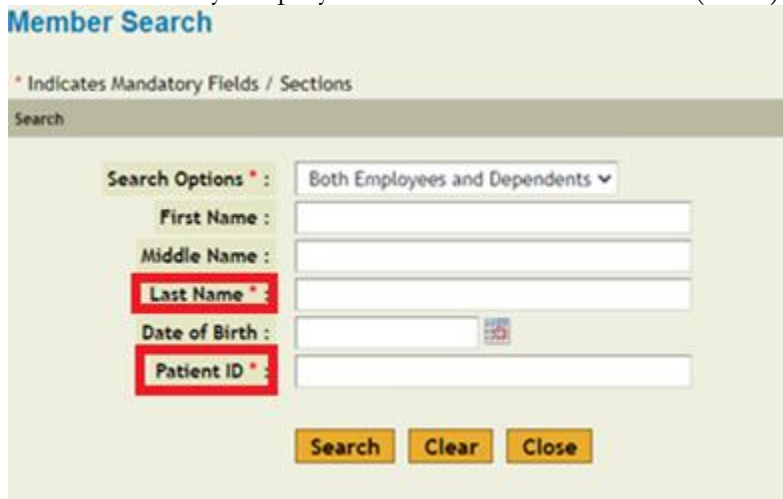 Member Search
* Indicates Mandatory Fields / Sections
Search
Search Options * : Both Employees and Dependents
First Name :
Middle Name :
Last Name * :
Date of Birth :
Patient ID * :
Search Clear Close